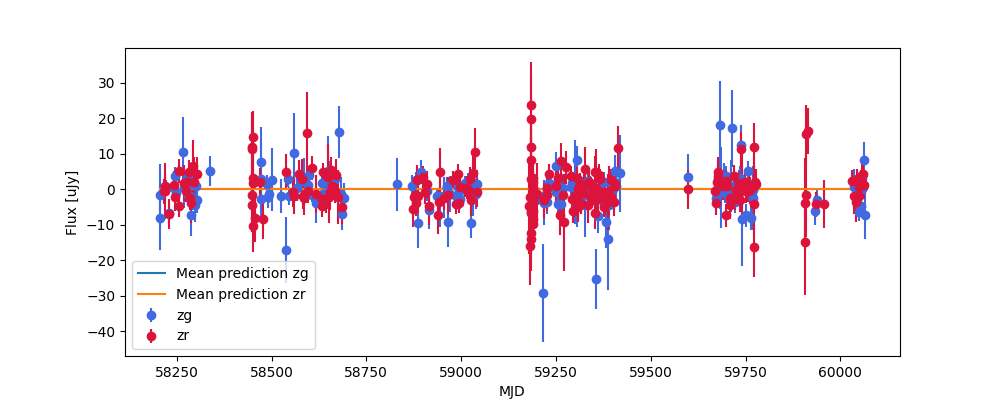 30
20
10
0
−10
−20
−30
−40
Flux [uJy]
Mean prediction zg
Mean prediction zr
zg
zr
58250 58500 58750 59000 59250 59500 59750 60000
MJD